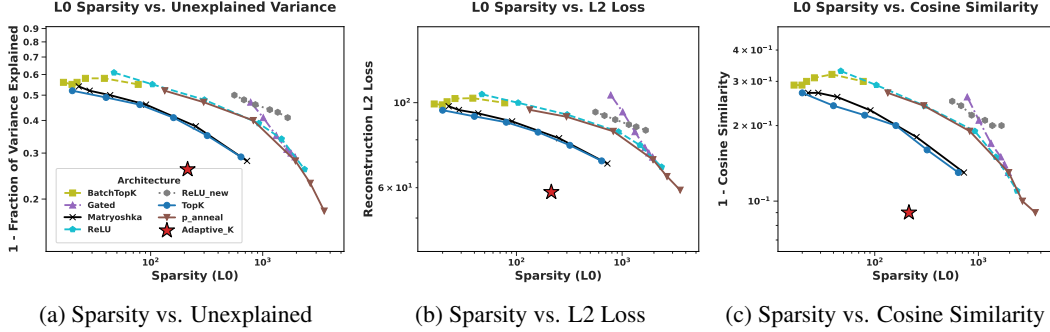 L0 Sparsity vs. Unexplained Variance
1 - Fraction of Variance Explained
0.9
0.8
0.7
0.6
0.5
0.4
0.3
0.2
10²
10³
Sparsity (L0)
Architecture
BatchTopK
Gated
Matryoshka
ReLU
ReLU_new
TopK
p_anneal
Adaptive_K
(a) Sparsity vs. Unexplained
L0 Sparsity vs. L2 Loss
Reconstruction L2 Loss
10²
6 × 10¹
10²
10³
Sparsity (L0)
(b) Sparsity vs. L2 Loss
L0 Sparsity vs. Cosine Similarity
1 - Cosine Similarity
4 × 10⁻¹
3 × 10⁻¹
2 × 10⁻¹
10⁻¹
10²
10³
Sparsity (L0)
(c) Sparsity vs. Cosine Similarity